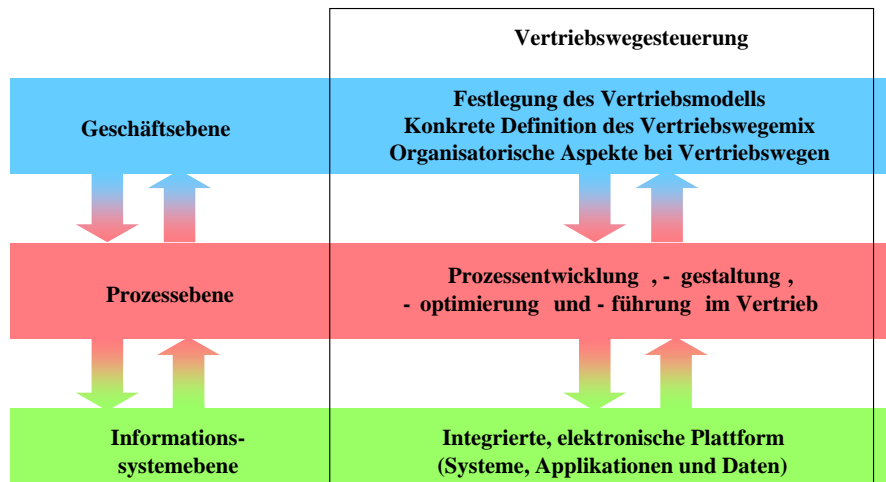 Vertriebswegesteuerung
Geschäftsebene
Festlegung des Vertriebsmodells
Konkrete Definition des Vertriebswegemix
Organisatorische Aspekte bei Vertriebswegen
Prozessebene
Prozessentwicklung , - gestaltung ,
- optimierung und - führung im Vertrieb
Informations-
systemebene
Integrierte, elektronische Plattform
(Systeme, Applikationen und Daten)